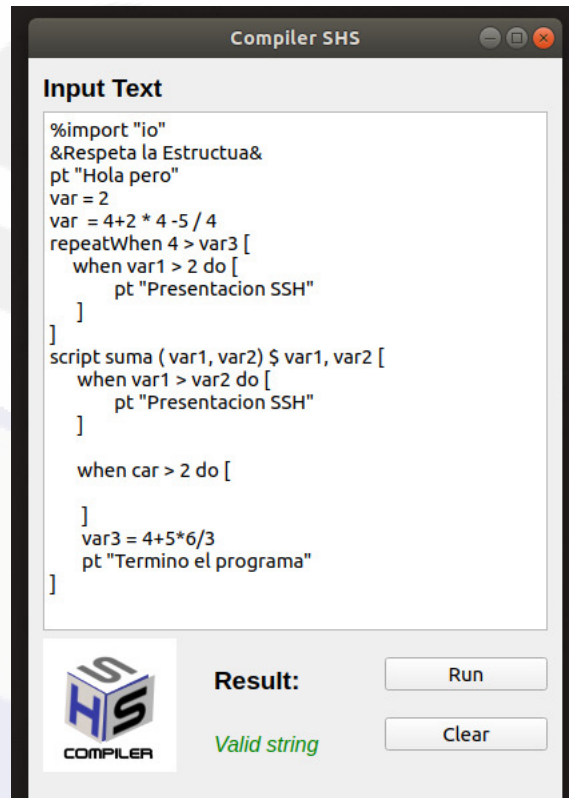 Compiler SHS
Input Text
%import "io"
&Respeta la Estructua&
pt "Hola pero"
var = 2
var  = 4+2 * 4 -5 / 4
repeatWhen 4 > var3 [
when var1 > 2 do [
pt "Presentacion SSH"
]
]
script suma ( var1, var2) $ var1, var2 [
when var1 > var2 do [
pt "Presentacion SSH"
]
when car > 2 do [
]
var3 = 4+5*6/3
pt "Termino el programa"
]
SHS
COMPILER
Result:
Valid string
Run
Clear